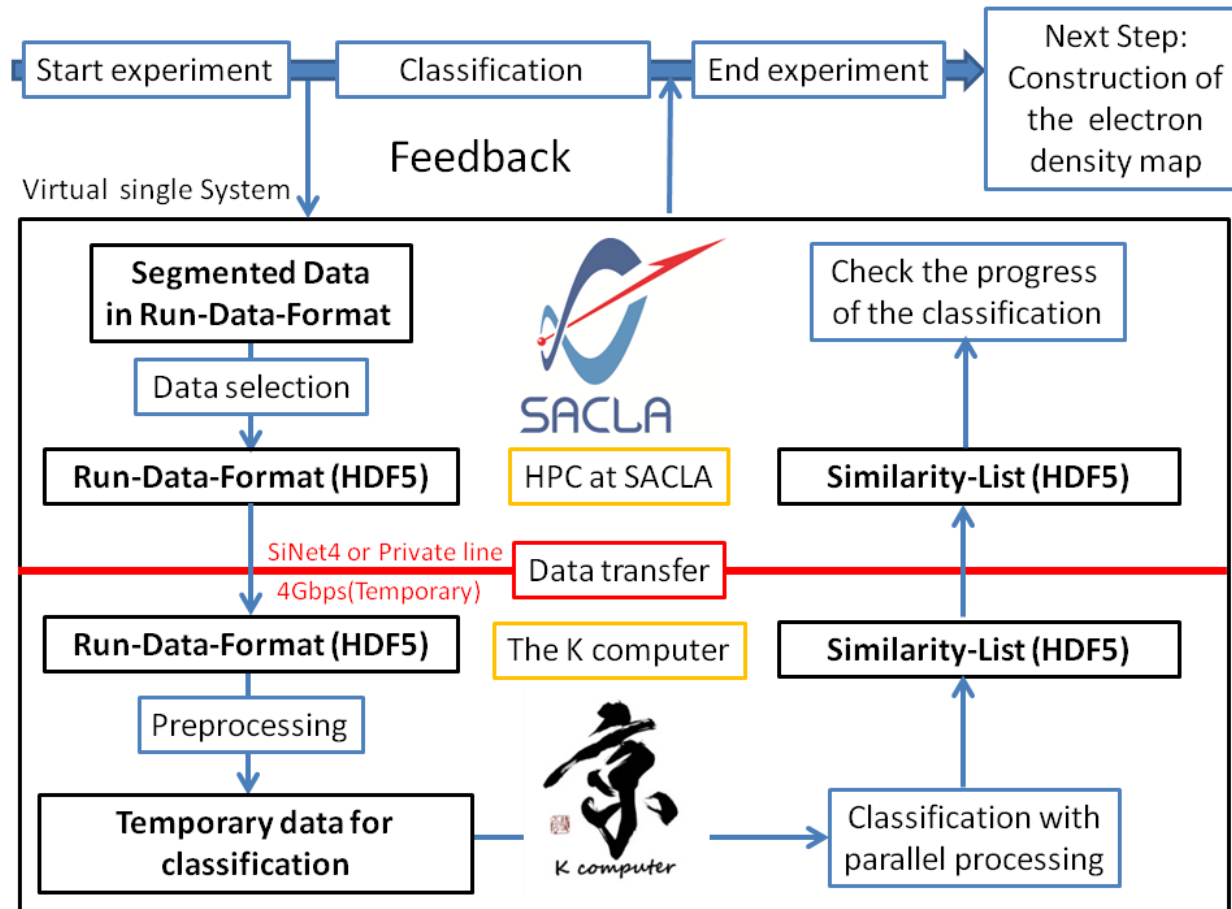 Start experiment
Classification
End experiment
Next Step:
Construction of
the electron
density map
Feedback
Virtual single System
Segmented Data
in Run-Data-Format
Data selection
Run-Data-Format (HDF5)
SACLA
HPC at SACLA
Check the progress
of the classification
Similarity-List (HDF5)
SiNet4 or Private line
4Gbps(Temporary)
Data transfer
Run-Data-Format (HDF5)
The K computer
Similarity-List (HDF5)
Preprocessing
Temporary data for
classification
京
K computer
Classification with
parallel processing